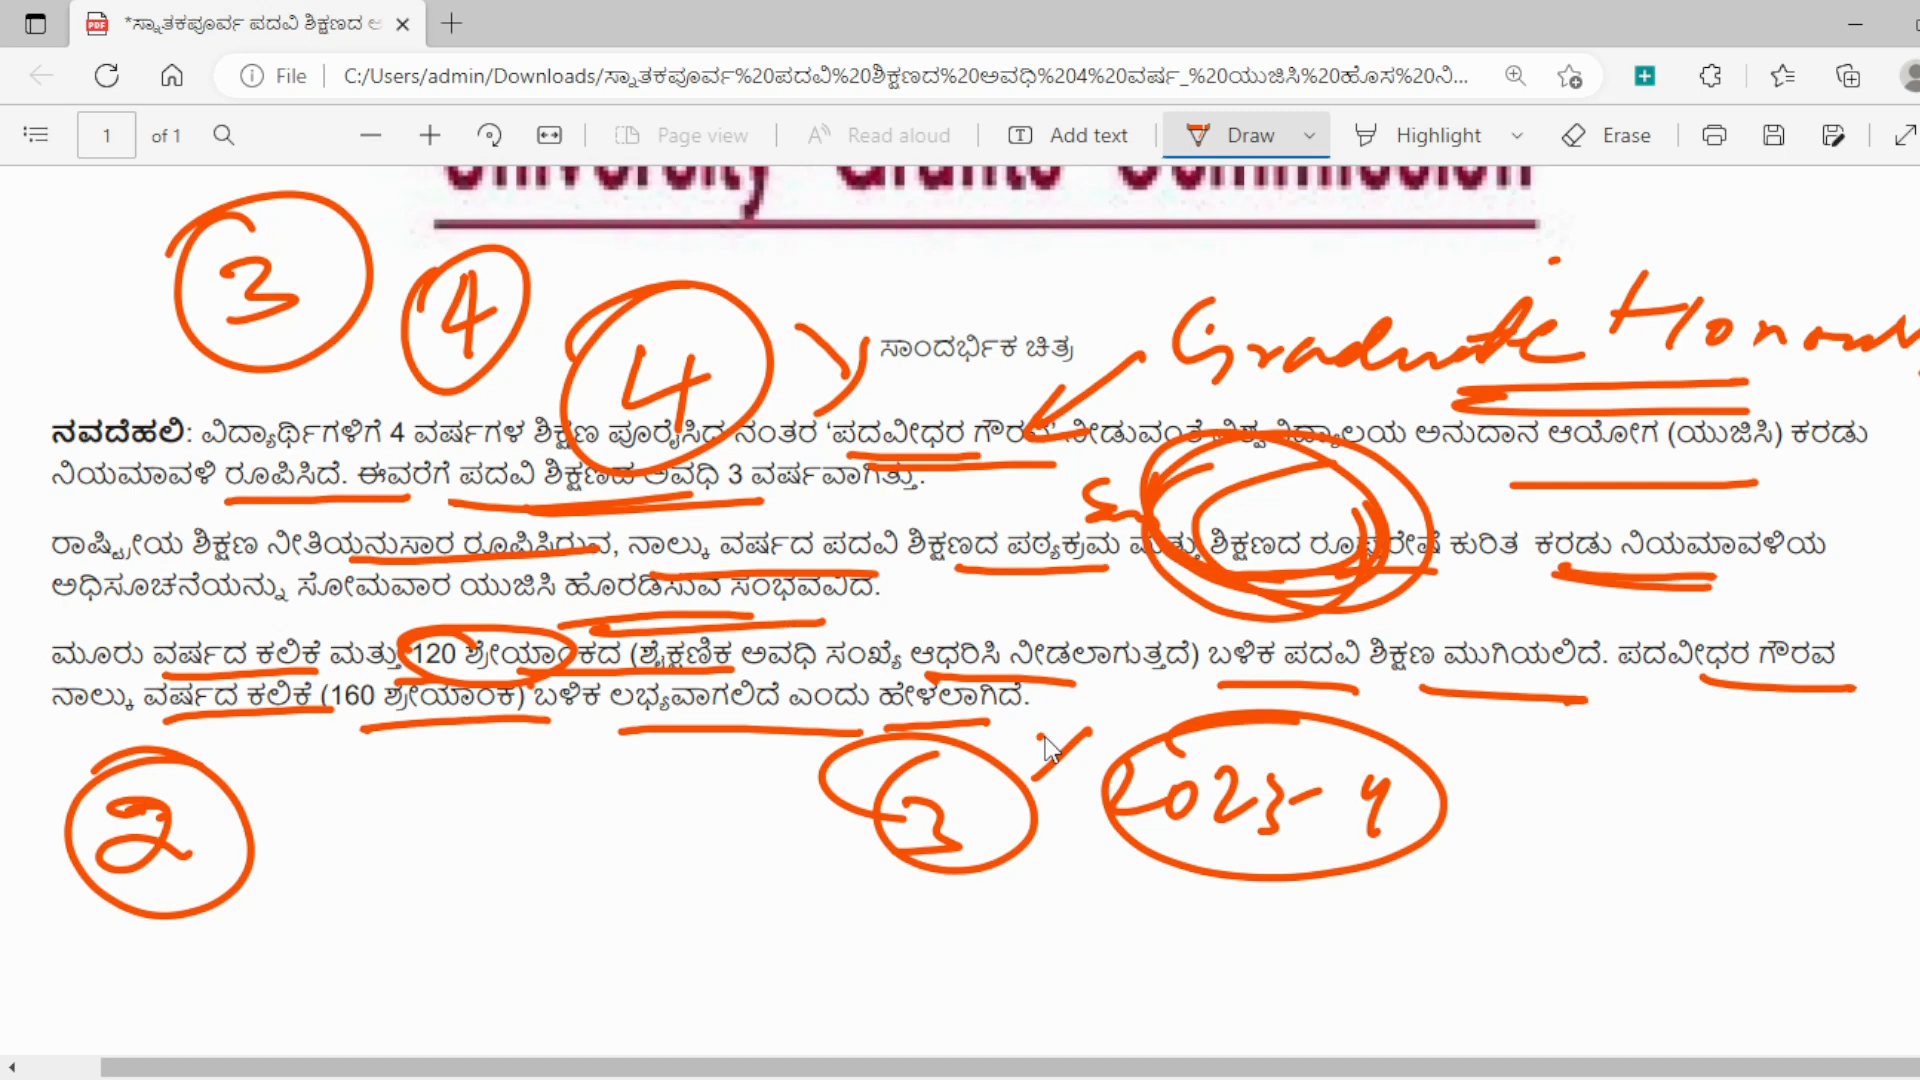 *ಸ್ನಾತಕಪೂರ್ವ ಪದವಿ ಶಿಕ್ಷಣದ ಅ
File C:/Users/admin/Downloads/ಸ್ನಾತಕಪೂರ್ವ%20ಪದವಿ%20ಶಿಕ್ಷಣದ%20ಅವಧಿ%204%20ವರ್ಷ_%20ಯುಜಿಸಿ%20ಹೊಸ%20ನಿ...
1 of 1 Page view Read aloud Add text Draw Highlight Erase
University Grants Commission
3 4 4 Graduate Honours
ಸಾಂದರ್ಭಿಕ ಚಿತ್ರ
ನವದೆಹಲಿ: ವಿದ್ಯಾರ್ಥಿಗಳಿಗೆ 4 ವರ್ಷಗಳ ಶಿಕ್ಷಣ ಪೂರೈಸಿದ ನಂತರ ‘ಪದವೀಧರ ಗೌರವ’ ನೀಡುವಂತೆ ವಿಶ್ವವಿದ್ಯಾಲಯ ಅನುದಾನ ಆಯೋಗ (ಯುಜಿಸಿ) ಕರಡು
ನಿಯಮಾವಳಿ ರೂಪಿಸಿದೆ. ಈವರೆಗೆ ಪದವಿ ಶಿಕ್ಷಣದ ಅವಧಿ 3 ವರ್ಷವಾಗಿತ್ತು.
ರಾಷ್ಟ್ರೀಯ ಶಿಕ್ಷಣ ನೀತಿಯನುಸಾರ ರೂಪಿಸಿರುವ, ನಾಲ್ಕು ವರ್ಷದ ಪದವಿ ಶಿಕ್ಷಣದ ಪಠ್ಯಕ್ರಮ ಮತ್ತು ಶಿಕ್ಷಣದ ರೂಪುರೇಷೆ ಕುರಿತ ಕರಡು ನಿಯಮಾವಳಿಯ
ಅಧಿಸೂಚನೆಯನ್ನು ಸೋಮವಾರ ಯುಜಿಸಿ ಹೊರಡಿಸುವ ಸಂಭವವಿದೆ.
ಮೂರು ವರ್ಷದ ಕಲಿಕೆ ಮತ್ತು 120 ಶ್ರೇಯಾಂಕದ (ಶೈಕ್ಷಣಿಕ ಅವಧಿ ಸಂಖ್ಯೆ ಆಧರಿಸಿ ನೀಡಲಾಗುತ್ತದೆ) ಬಳಿಕ ಪದವಿ ಶಿಕ್ಷಣ ಮುಗಿಯಲಿದೆ. ಪದವೀಧರ ಗೌರವ
ನಾಲ್ಕು ವರ್ಷದ ಕಲಿಕೆ (160 ಶ್ರೇಯಾಂಕ) ಬಳಿಕ ಲಭ್ಯವಾಗಲಿದೆ ಎಂದು ಹೇಳಲಾಗಿದೆ.
2 3 2023-4